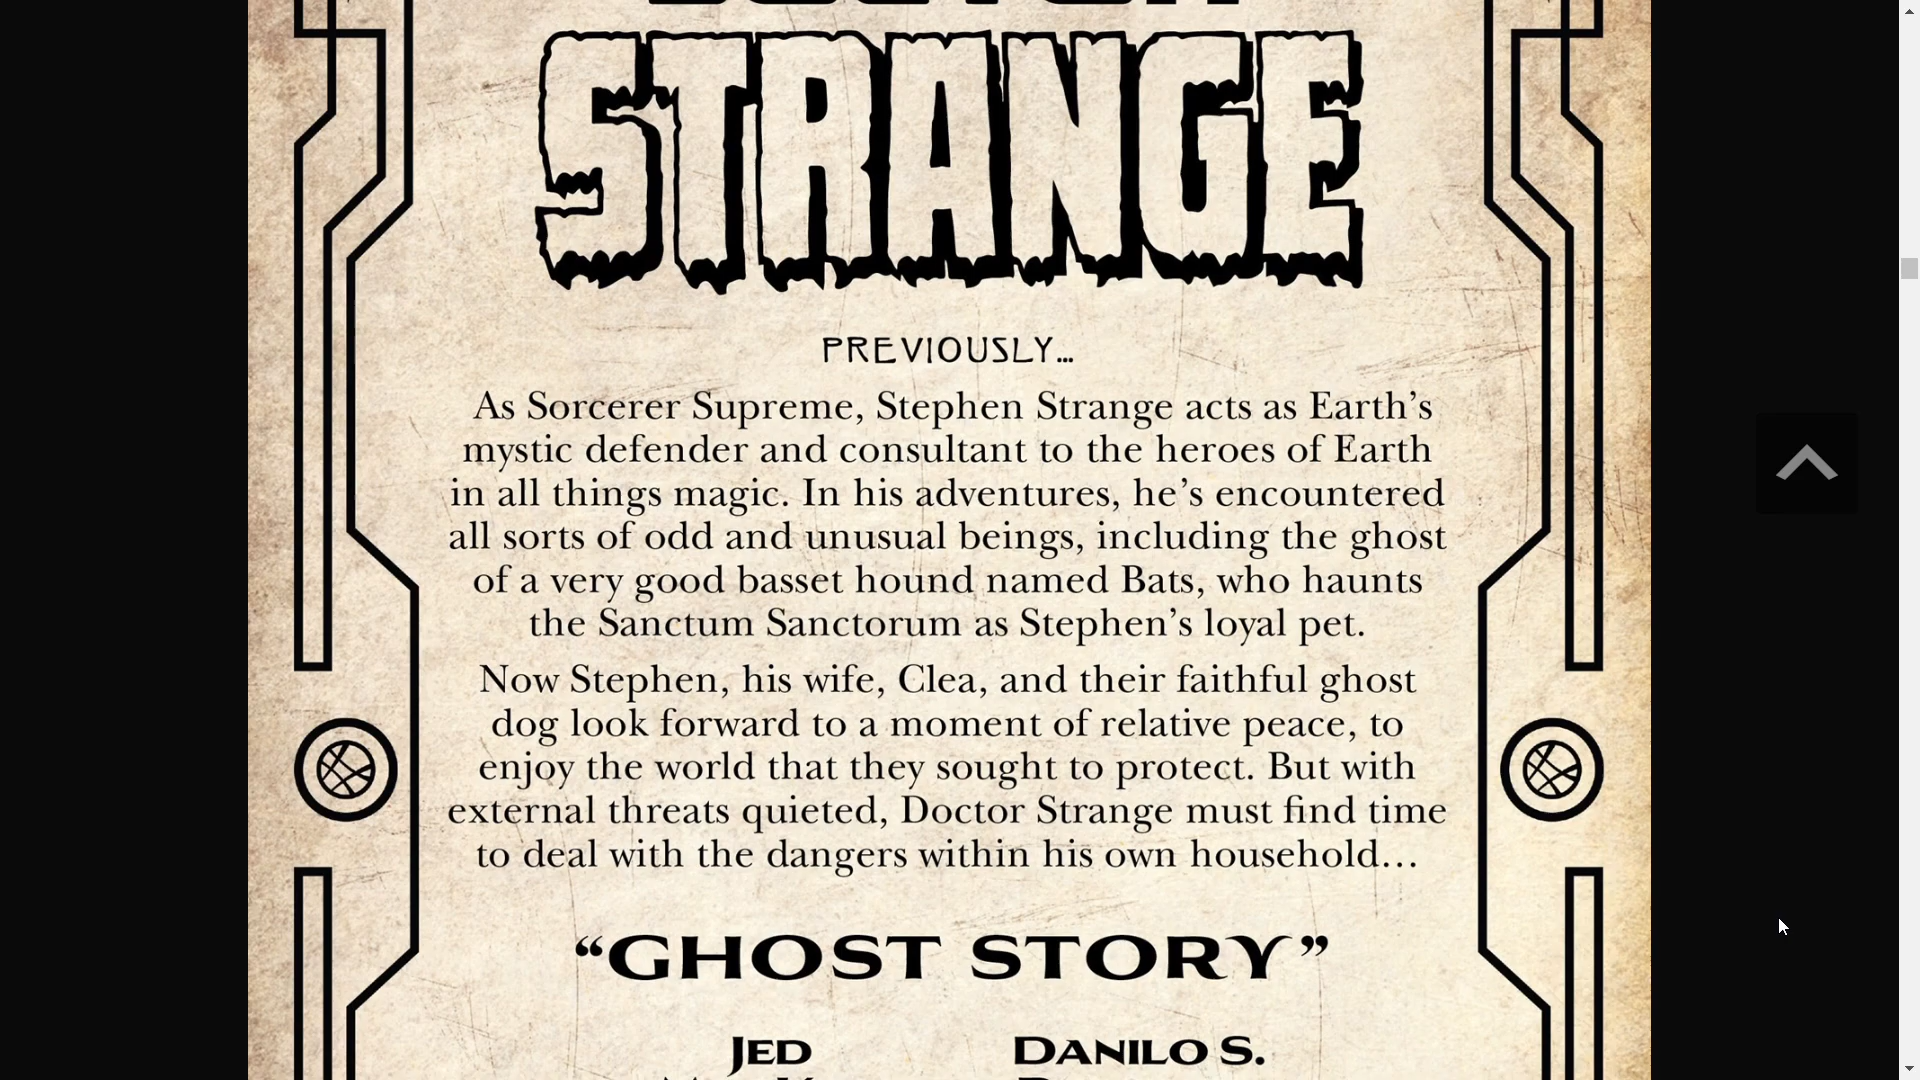 STRANGE
PREVIOUSLY...
As Sorcerer Supreme, Stephen Strange acts as Earth’s
mystic defender and consultant to the heroes of Earth
in all things magic. In his adventures, he’s encountered
all sorts of odd and unusual beings, including the ghost
of a very good basset hound named Bats, who haunts
the Sanctum Sanctorum as Stephen’s loyal pet.
Now Stephen, his wife, Clea, and their faithful ghost
dog look forward to a moment of relative peace, to
enjoy the world that they sought to protect. But with
external threats quieted, Doctor Strange must find time
to deal with the dangers within his own household…
“GHOST STORY”
JED
DANILO S.